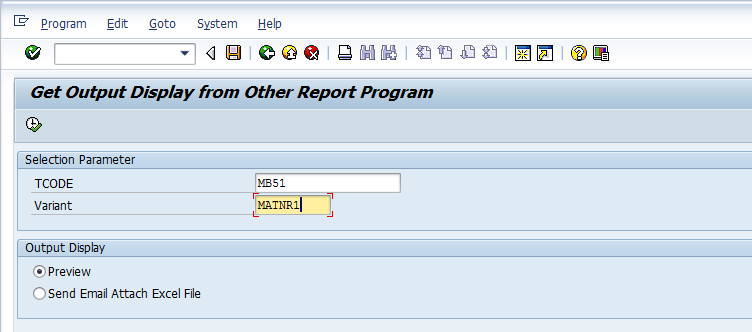 Program Edit Goto System Help
Get Output Display from Other Report Program
Selection Parameter
TCODE MB51
Variant MATNR1
Output Display
Preview
Send Email Attach Excel File